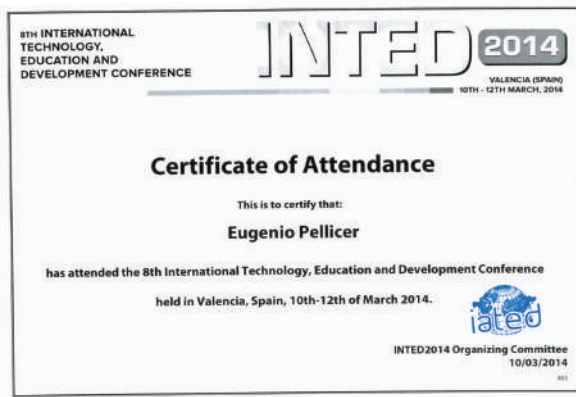 8TH INTERNATIONAL
TECHNOLOGY,
EDUCATION AND
DEVELOPMENT CONFERENCE
INTED 2014
VALENCIA (SPAIN)
10TH - 12TH MARCH, 2014
Certificate of Attendance
This is to certify that:
Eugenio Pellicer
has attended the 8th International Technology, Education and Development Conference
held in Valencia, Spain, 10th-12th of March 2014.
iated
INTED2014 Organizing Committee
10/03/2014